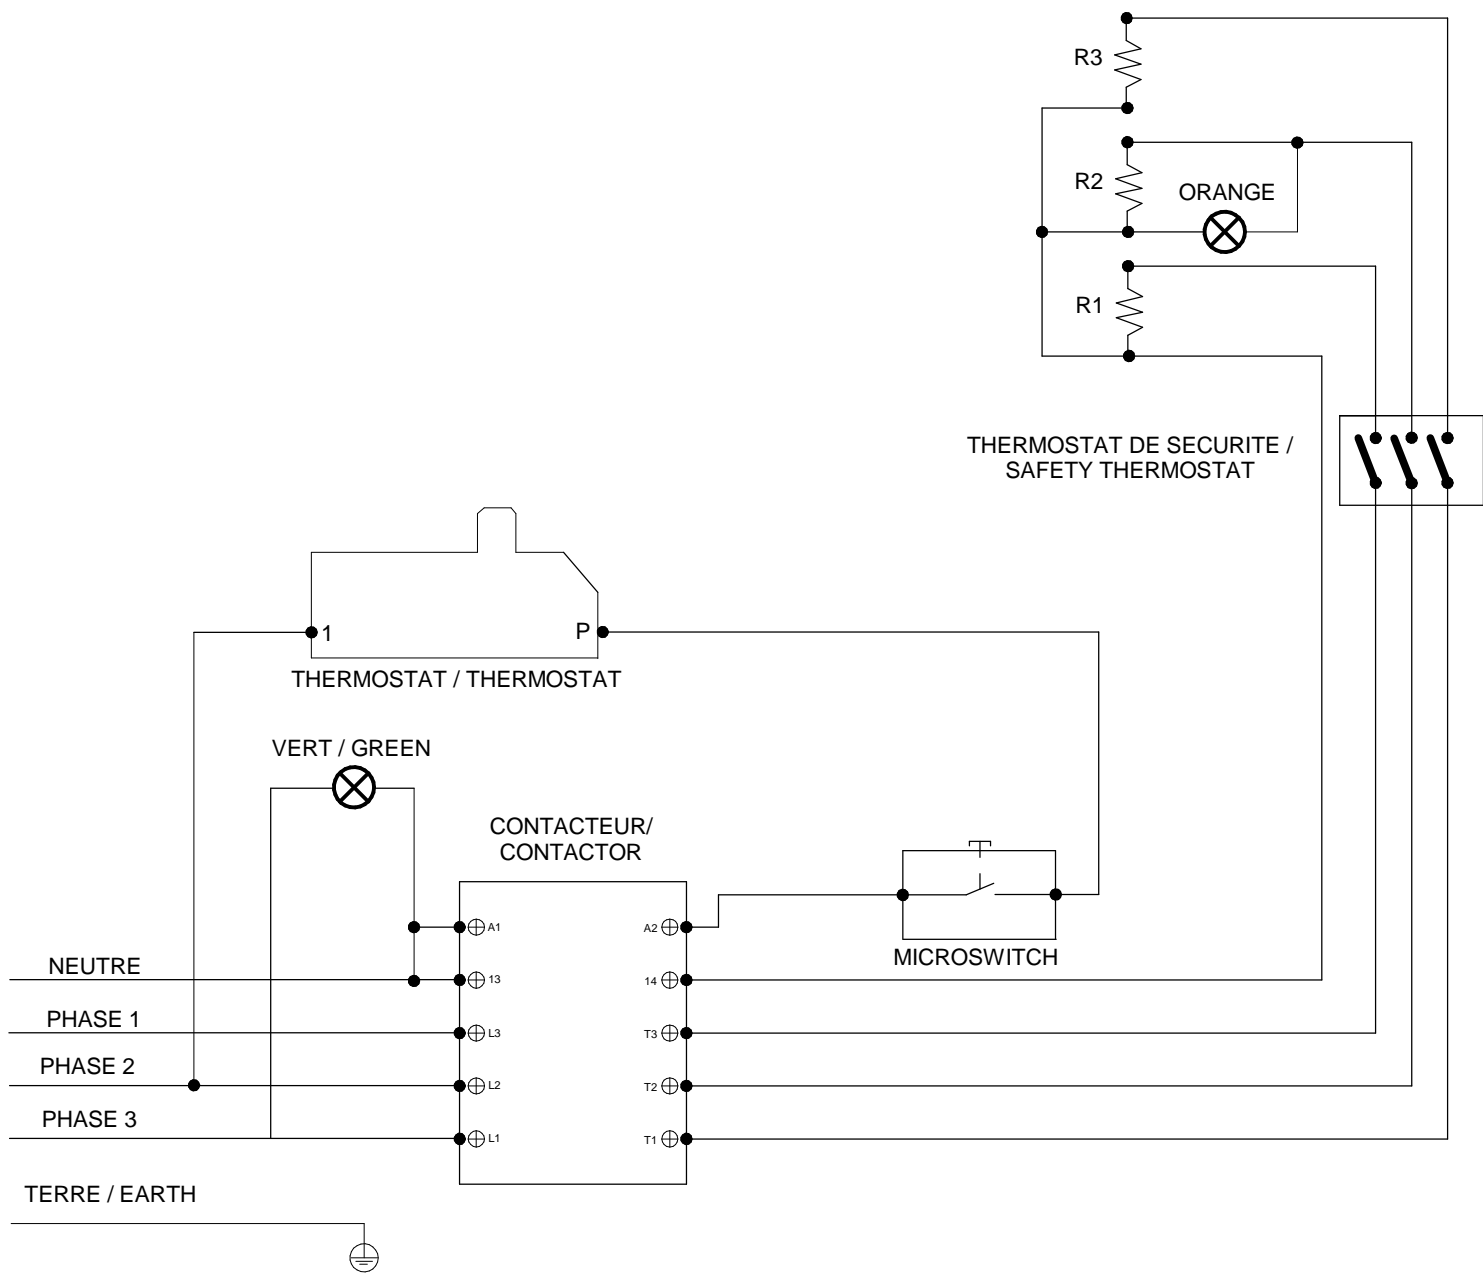 R3
R2
ORANGE
R1
THERMOSTAT DE SECURITE /
SAFETY THERMOSTAT
1
P
THERMOSTAT / THERMOSTAT
VERT / GREEN
CONTACTEUR/
CONTACTOR
A1
A2
MICROSWITCH
NEUTRE
13
14
PHASE 1
L3
T3
PHASE 2
L2
T2
PHASE 3
L1
T1
TERRE / EARTH